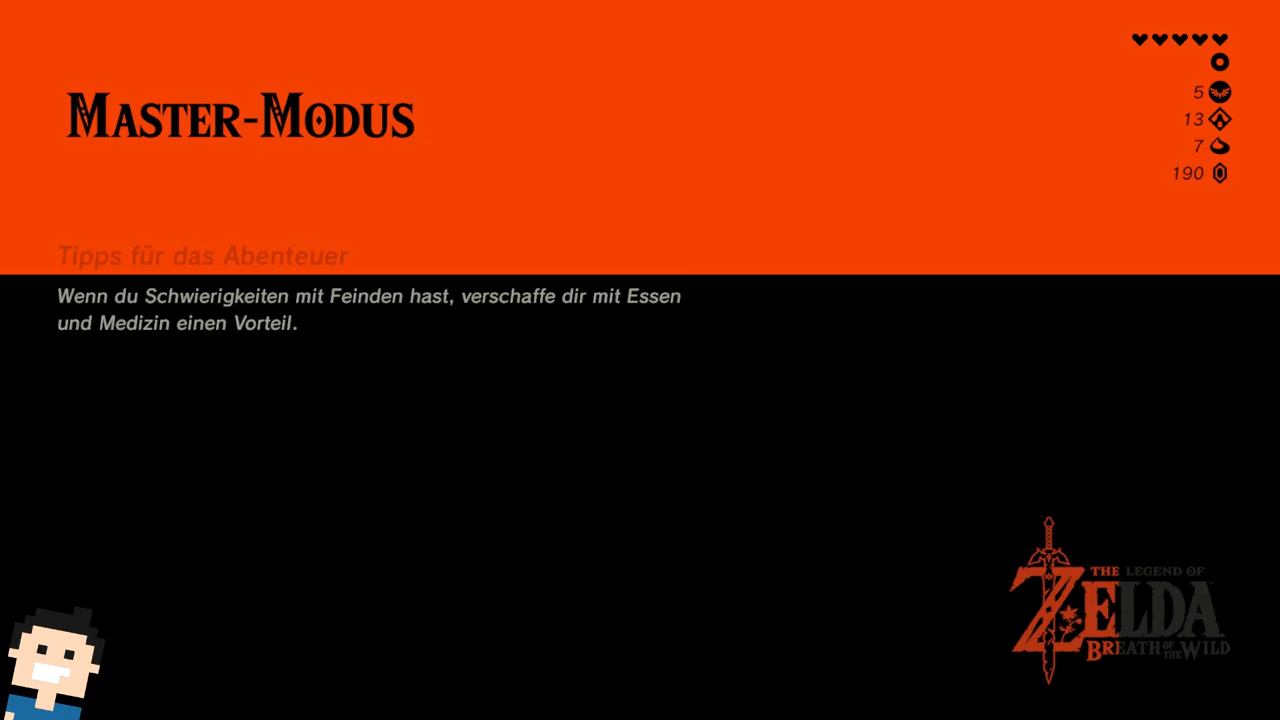 Master-Modus
5
13
7
190
Tipps für das Abenteuer
Wenn du Schwierigkeiten mit Feinden hast, verschaffe dir mit Essen
und Medizin einen Vorteil.
THE LEGEND OF
ZELDA
BREATH OF THE WILD